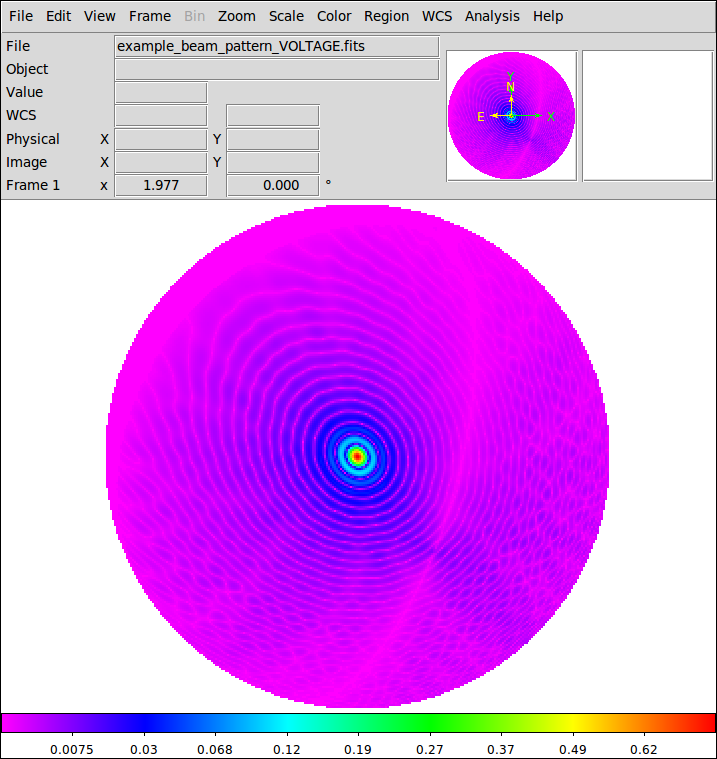 File Edit View Frame Bin Zoom Scale Color Region WCS Analysis Help
File example_beam_pattern_VOLTAGE.fits
Object
Value
WCS
Physical X Y
Image X Y
Frame 1 x 1.977 0.000 °
Y
N
E X
0.0075 0.03 0.068 0.12 0.19 0.27 0.37 0.49 0.62